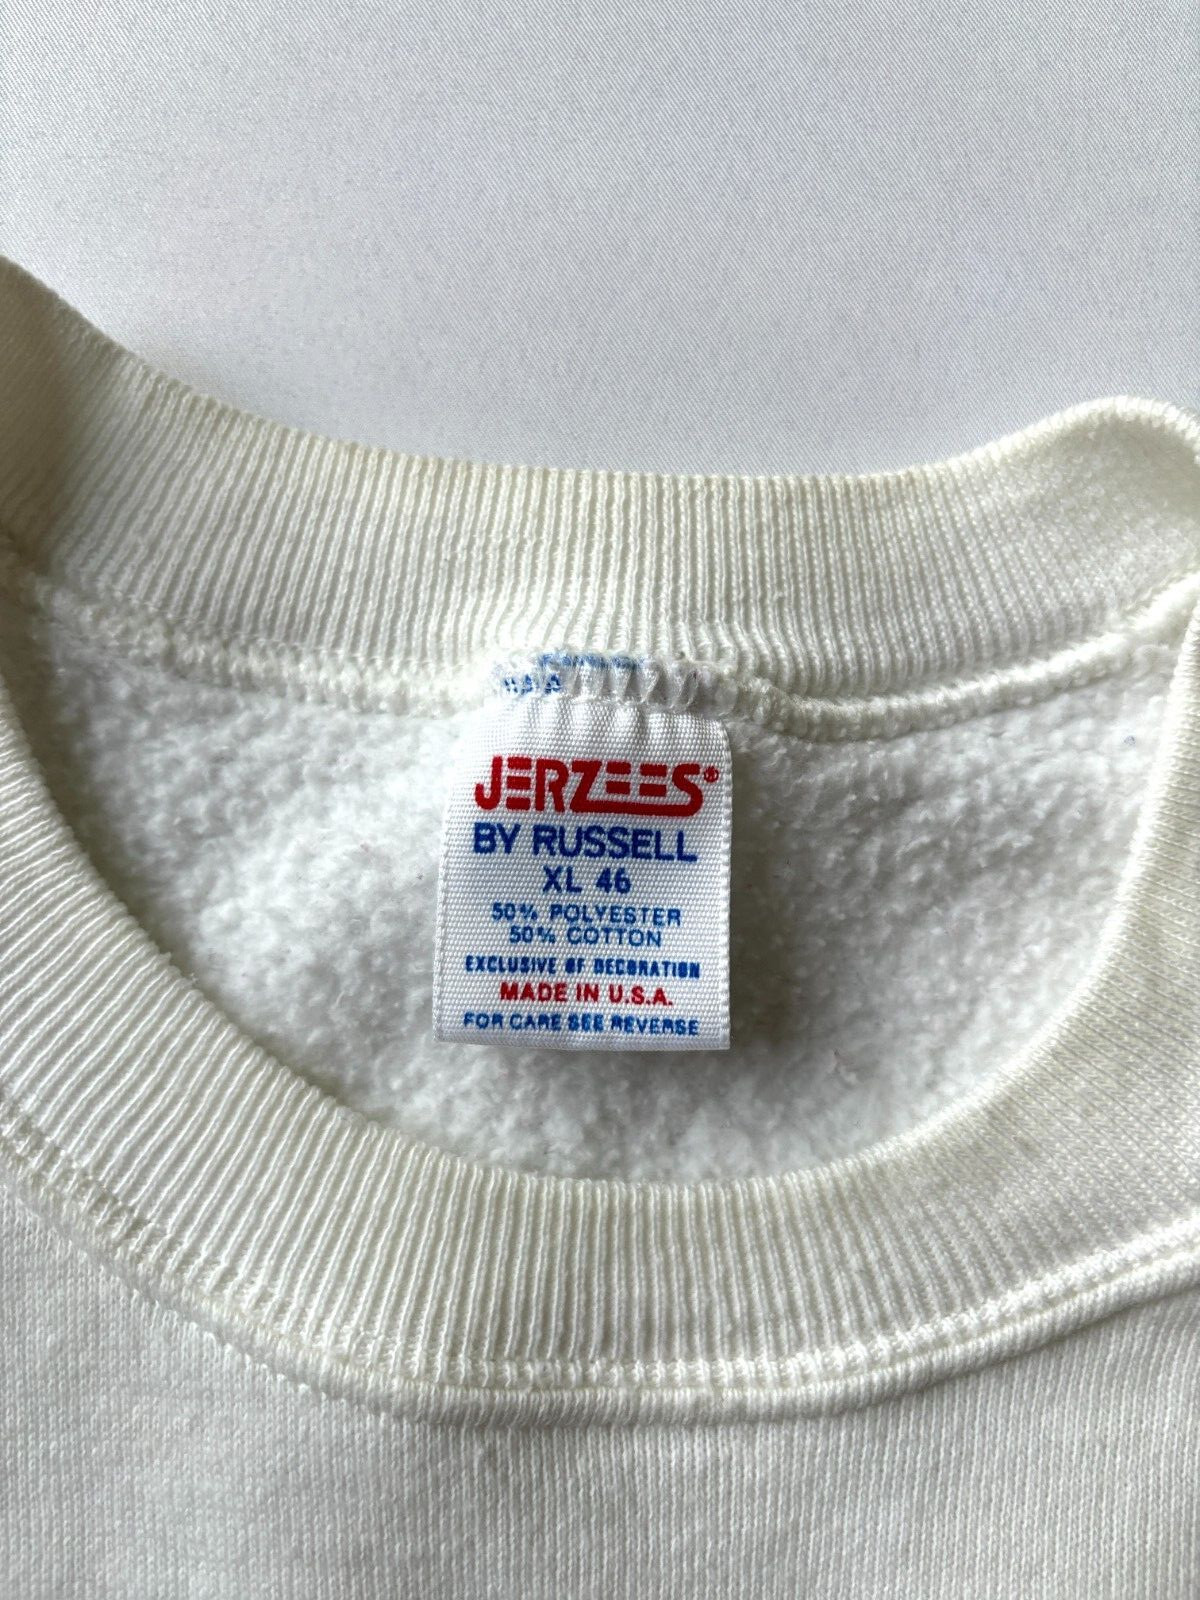 JERZEES®
BY RUSSELL
XL 46
50% POLYESTER
50% COTTON
EXCLUSIVE OF DECORATION
MADE IN U.S.A.
FOR CARE SEE REVERSE